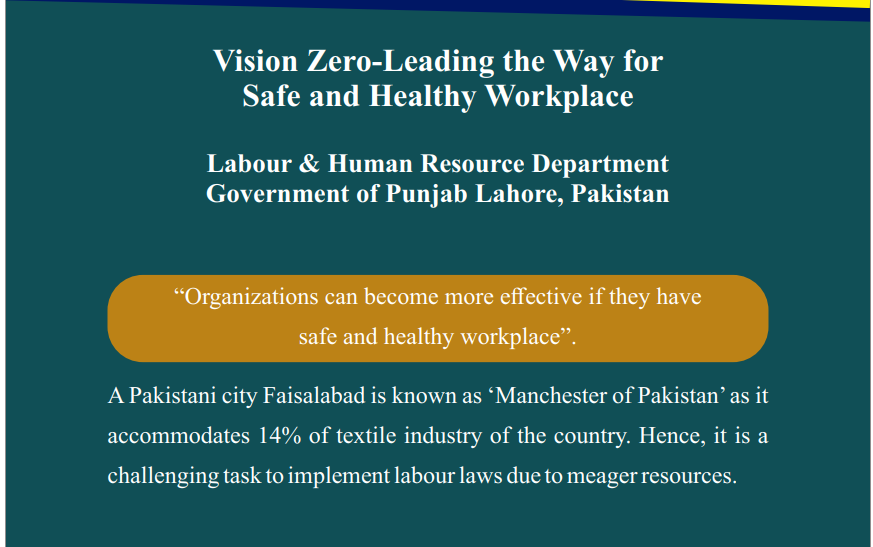 Vision Zero-Leading the Way for
Safe and Healthy Workplace
Labour & Human Resource Department
Government of Punjab Lahore, Pakistan
“Organizations can become more effective if they have
safe and healthy workplace”.
A Pakistani city Faisalabad is known as ‘Manchester of Pakistan’ as it
accommodates 14% of textile industry of the country. Hence, it is a
challenging task to implement labour laws due to meager resources.